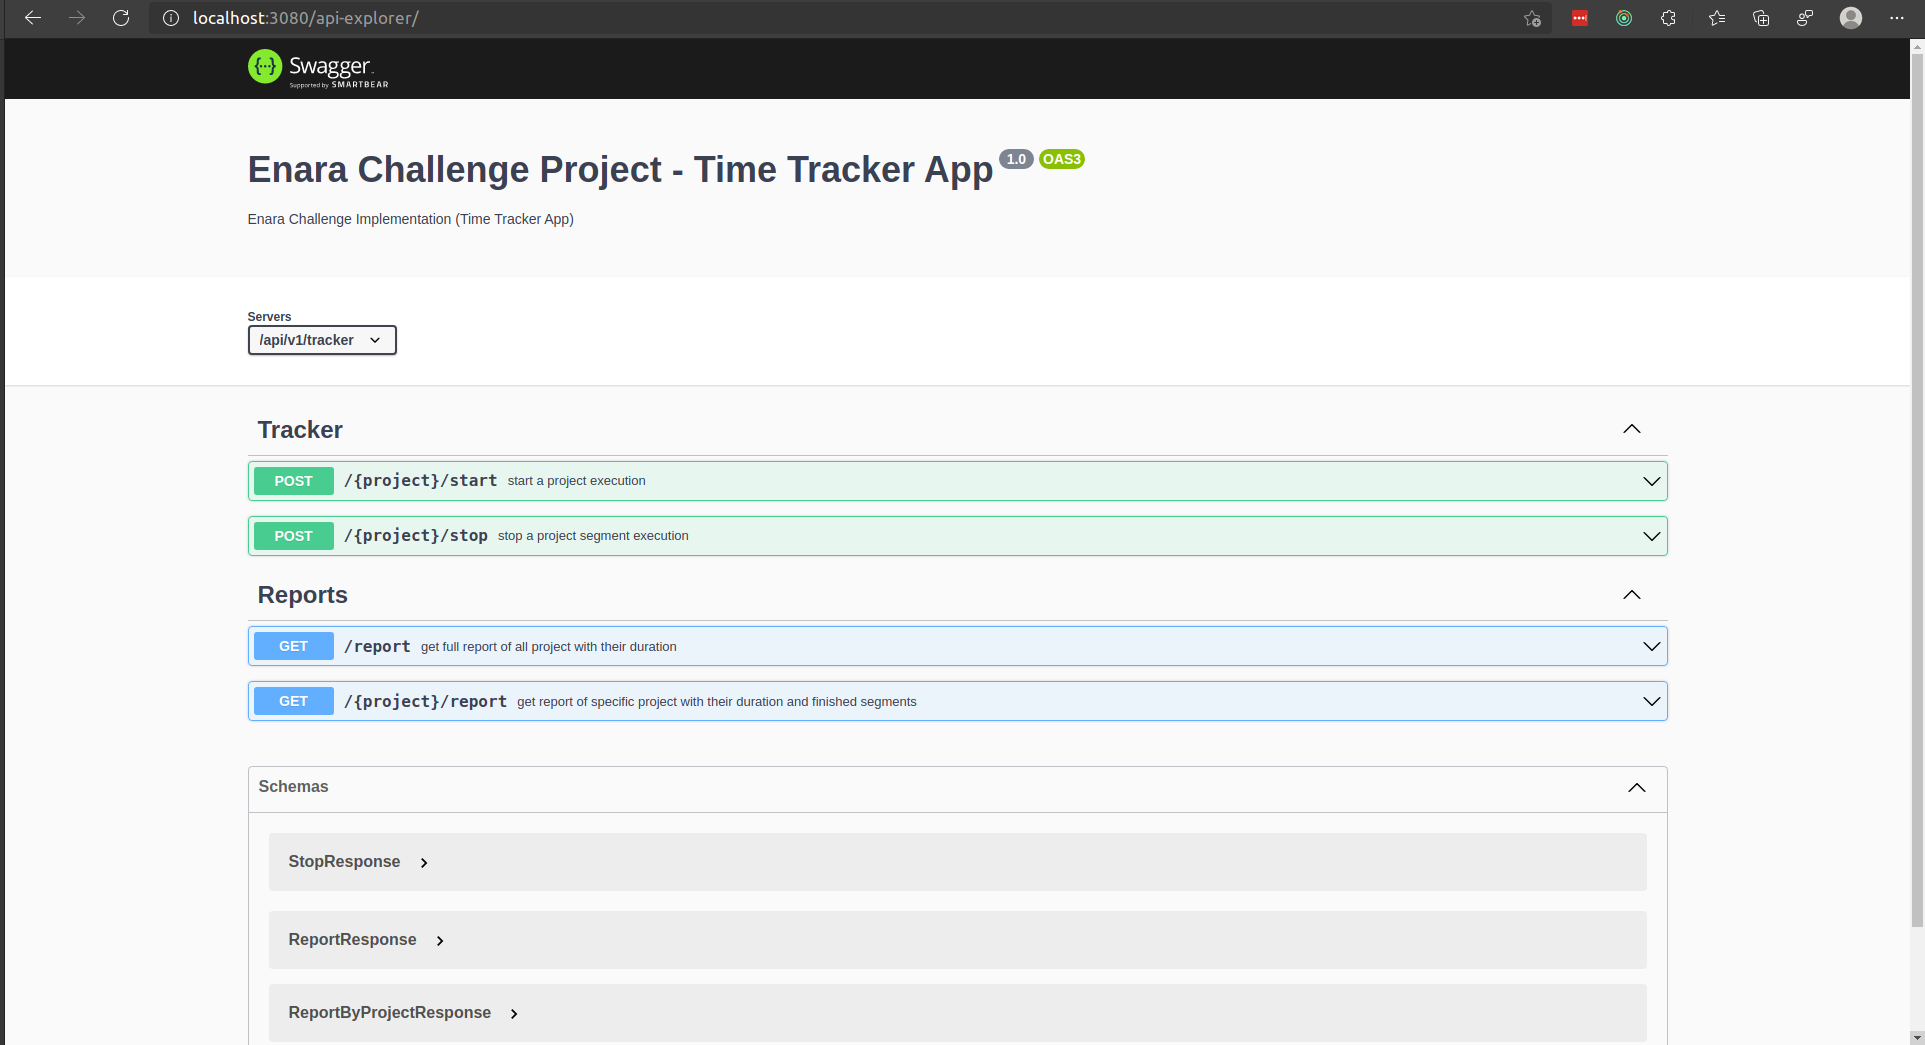 localhost:3080/api-explorer/
{...} Swagger
Supported by SMARTBEAR
Enara Challenge Project - Time Tracker App 1.0 OAS3
Enara Challenge Implementation (Time Tracker App)
Servers
/api/v1/tracker
Tracker
POST /{project}/start start a project execution
POST /{project}/stop stop a project segment execution
Reports
GET /report get full report of all project with their duration
GET /{project}/report get report of specific project with their duration and finished segments
Schemas
StopResponse
ReportResponse
ReportByProjectResponse